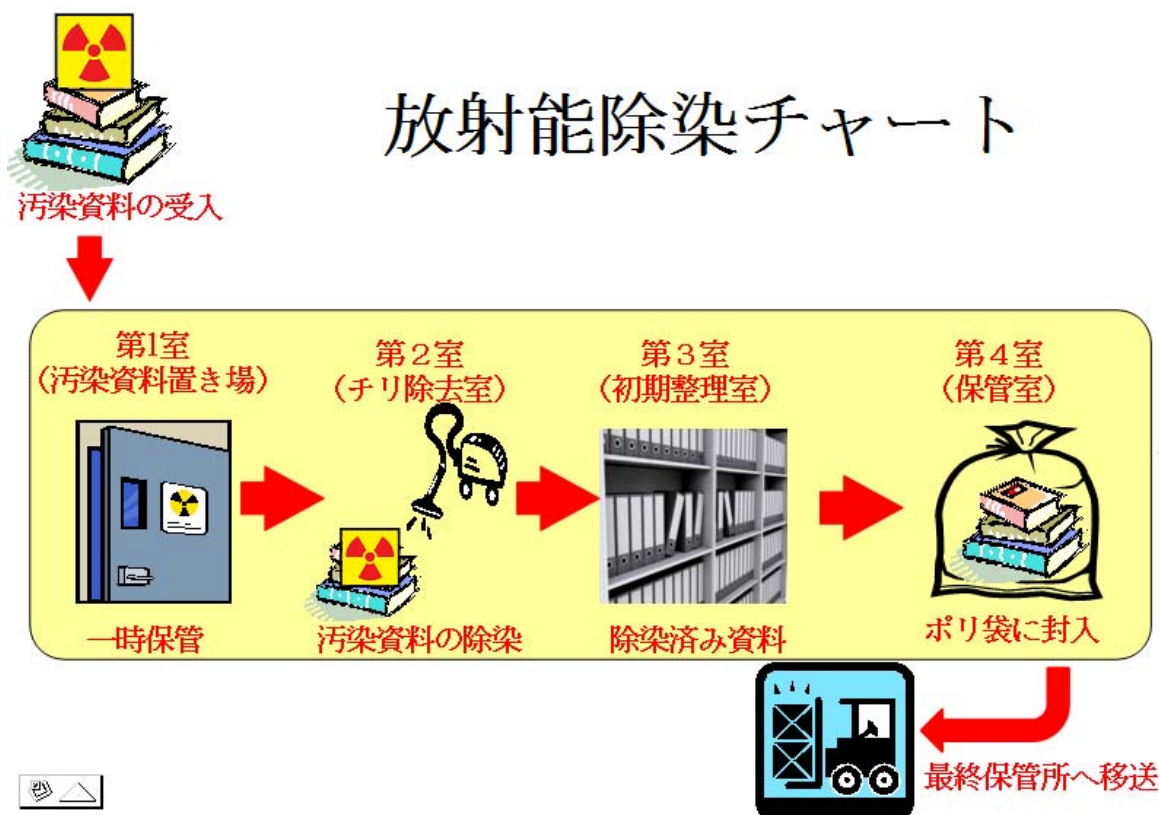 放射能除染チャート
汚染資料の受入
第1室
（汚染資料置き場）
一時保管
第２室
（チリ除去室）
汚染資料の除染
第３室
（初期整理室）
除染済み資料
第４室
（保管室）
ポリ袋に封入
最終保管所へ移送